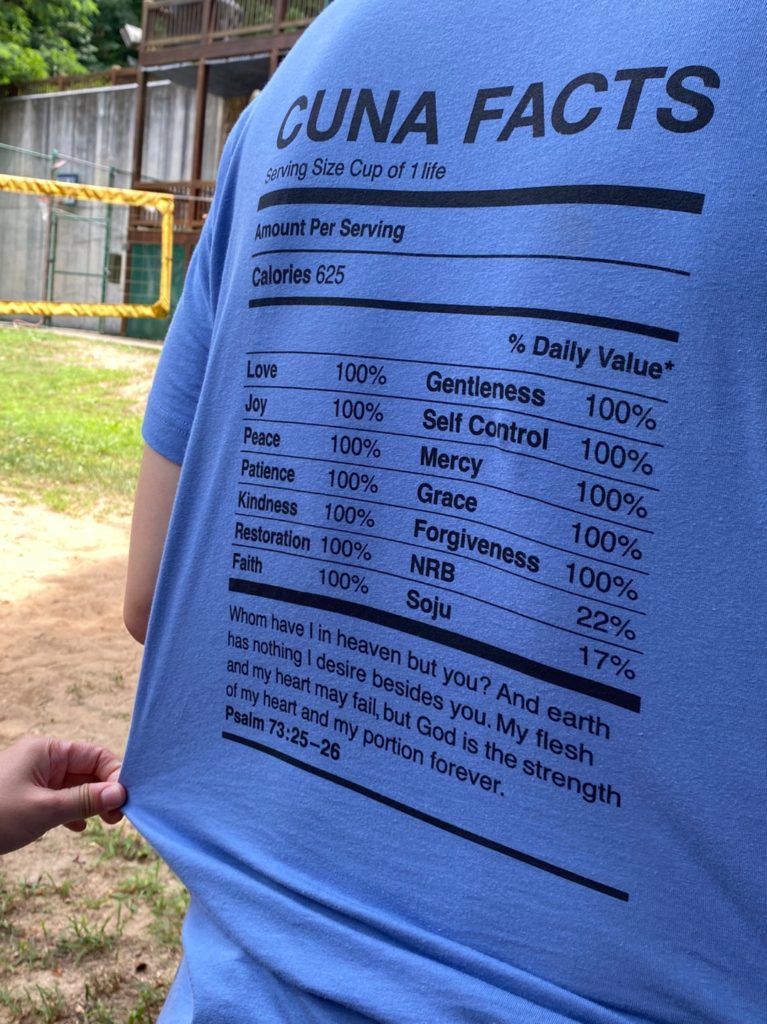 CUNA FACTS
Serving Size Cup of 1 life
Amount Per Serving
Calories 625
% Daily Value*
Love 100% Gentleness 100%
Joy 100% Self Control 100%
Peace 100% Mercy 100%
Patience 100% Grace 100%
Kindness 100% Forgiveness 100%
Restoration 100% NRB 22%
Faith 100% Soju 17%
Whom have I in heaven but you? And earth
has nothing I desire besides you. My flesh
and my heart may fail, but God is the strength
of my heart and my portion forever.
Psalm 73:25–26